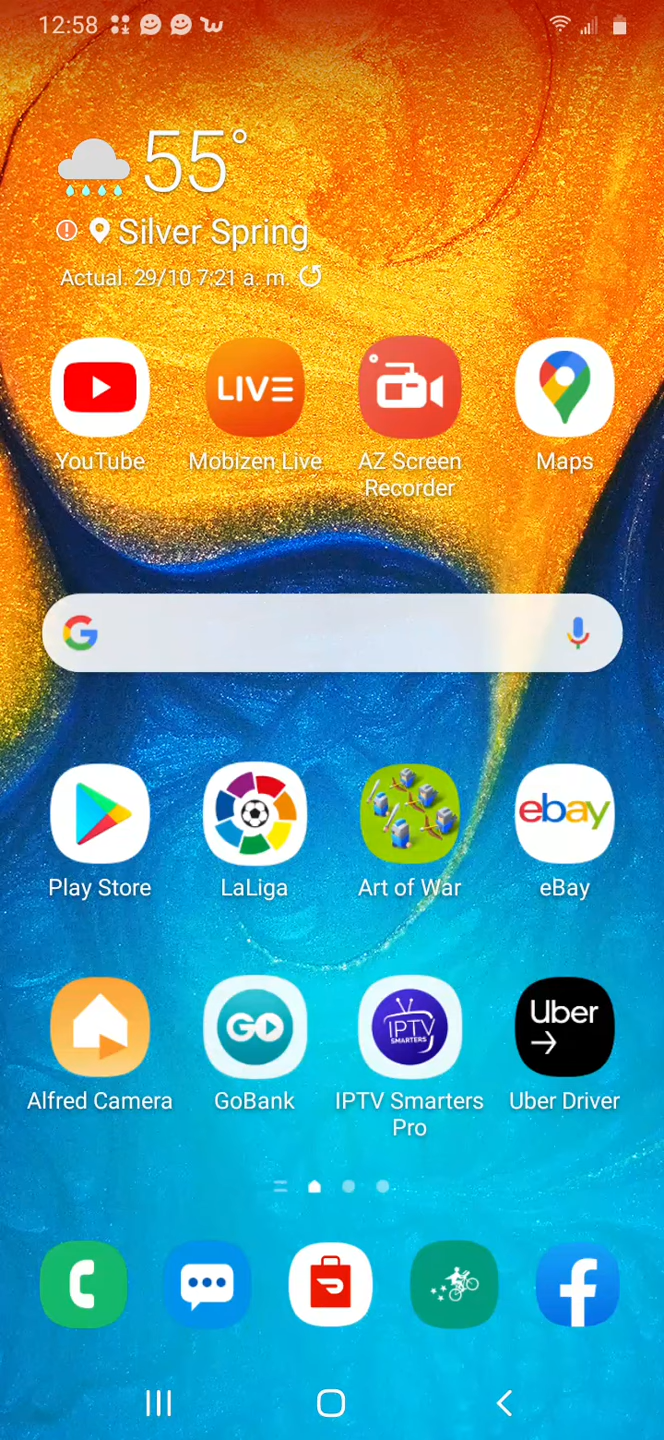 12:58
55°
Silver Spring
Actual. 29/10 7:21 a. m.
LIVE
YouTube
Mobizen Live
AZ Screen
Recorder
Maps
G
ebay
Play Store
LaLiga
Art of War
eBay
GO
IPTV
SMARTERS
Uber
Alfred Camera
GoBank
IPTV Smarters
Pro
Uber Driver